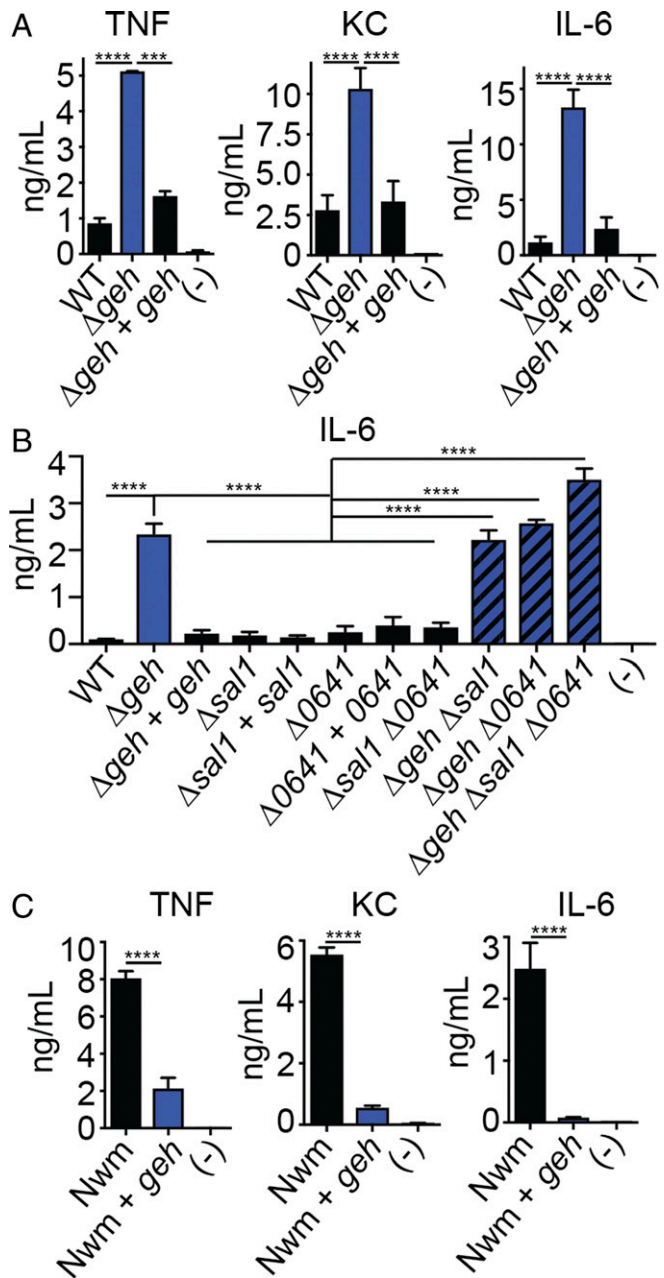 A
TNF
KC
IL-6
**** ***
**** ****
**** ****
ng/mL
5
4
3
2
1
0
ng/mL
10
7.5
5
2.5
0
ng/mL
15
10
5
0
WT
Δgeh
Δgeh + geh
(-)
WT
Δgeh
Δgeh + geh
(-)
WT
Δgeh
Δgeh + geh
(-)
B
IL-6
****
****
****
****
****
ng/mL
4
3
2
1
0
WT
Δgeh
Δgeh + geh
Δsal1
Δsal1 + sal1
Δ0641
Δ0641 + 0641
Δsal1 Δ0641
Δgeh Δsal1
Δgeh Δ0641
Δgeh Δsal1 Δ0641
(-)
C
TNF
KC
IL-6
****
****
****
ng/mL
8
6
4
2
0
ng/mL
6
4
2
0
ng/mL
3
2
1
0
Nwm
Nwm + geh
(-)
Nwm
Nwm + geh
(-)
Nwm
Nwm + geh
(-)